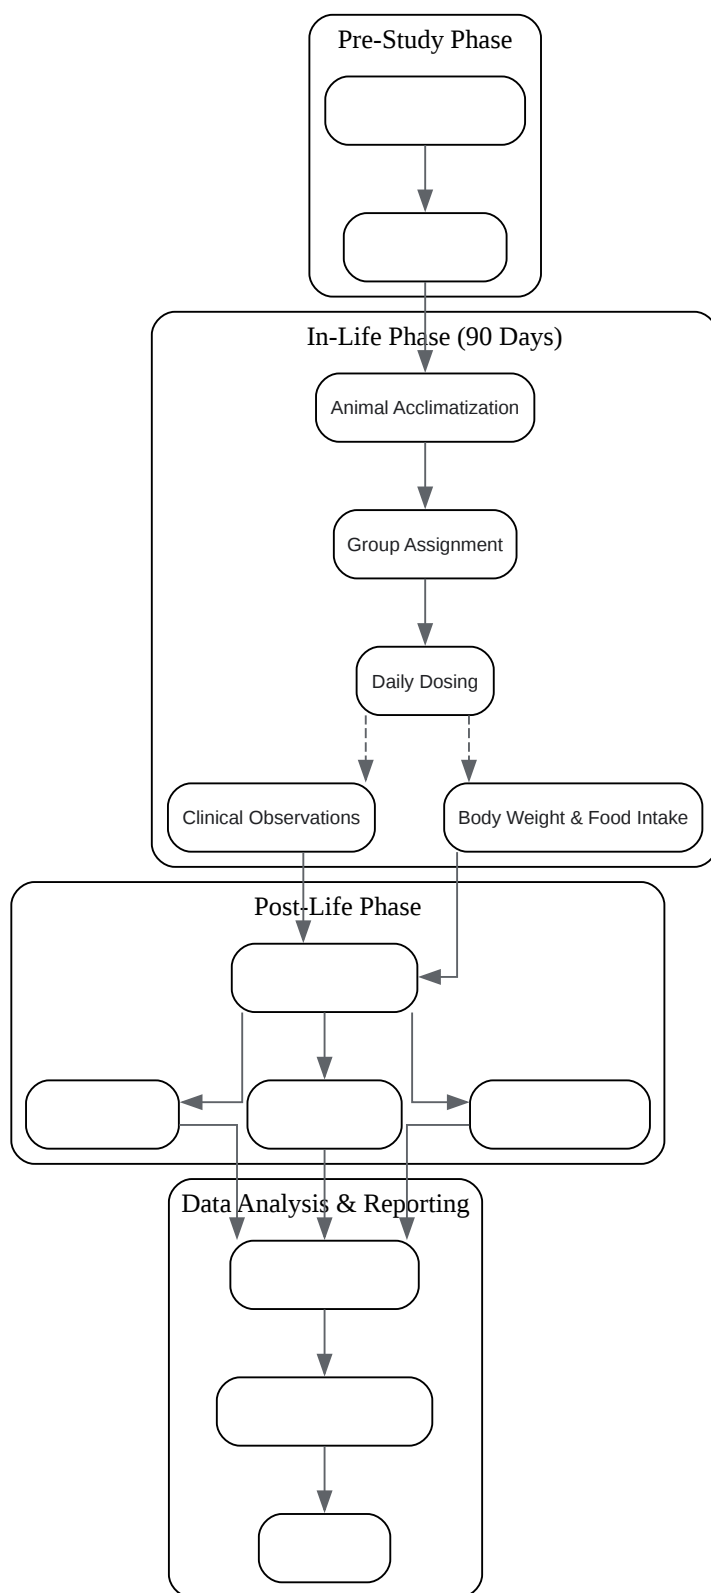 Pre-Study Phase
In-Life Phase (90 Days)
Animal Acclimatization
Group Assignment
Daily Dosing
Clinical Observations
Body Weight & Food Intake
Post-Life Phase
Data Analysis & Reporting